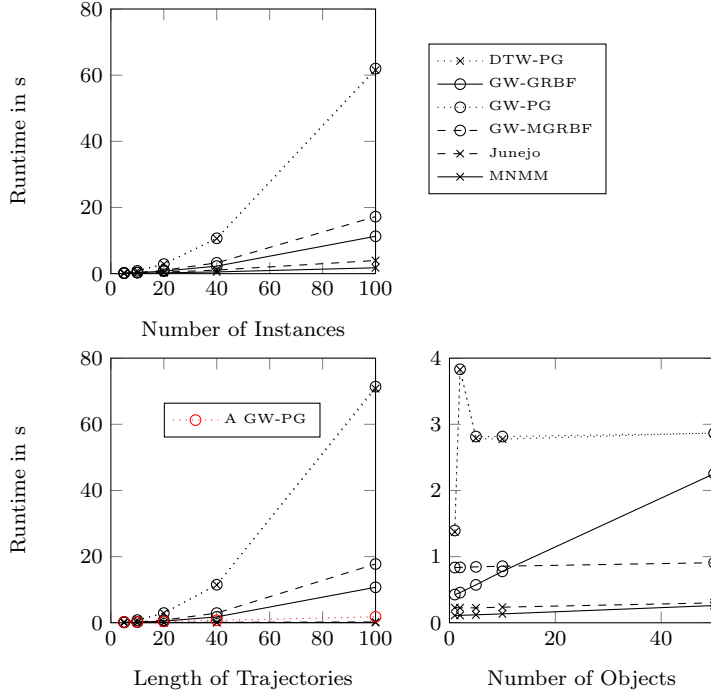 80
60
40
20
0
0 20 40 60 80 100
Runtime in s
Number of Instances
DTW-PG
GW-GRBF
GW-PG
GW-MGRBF
Junejo
MNMM
80
60
40
20
0
0 20 40 60 80 100
Runtime in s
Length of Trajectories
A GW-PG
4
3
2
1
0
0 20 40
Number of Objects